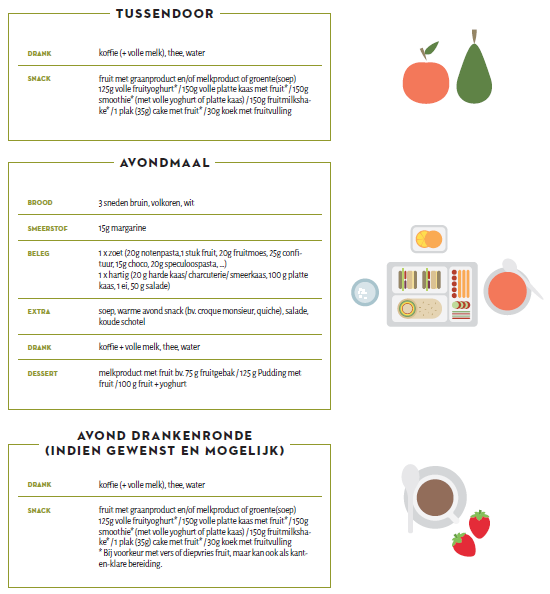 TUSSENDOOR
DRANK koffie (+ volle melk), thee, water
SNACK fruit met graanproduct en/of melkproduct of groente(soep)
125g volle fruityoghurt* / 150g volle platte kaas met fruit* / 150g
smoothie* (met volle yoghurt of platte kaas) / 150g fruitmilksha-
ke* / 1 plak (35g) cake met fruit* / 30g koek met fruitvulling
AVONDMAAL
BROOD 3 sneden bruin, volkoren, wit
SMEERSTOF 15g margarine
BELEG 1 x zoet (20g notenpasta, 1 stuk fruit, 20g fruitmoes, 25g confi-
tuur, 15g choco, 20g speculoospasta, ...)
1 x hartig (20 g harde kaas/ charcuterie/ smeerkaas, 100 g platte
kaas, 1 ei, 50 g salade)
EXTRA soep, warme avond snack (bv. croque monsieur, quiche), salade,
koude schotel
DRANK koffie + volle melk, thee, water
DESSERT melkproduct met fruit bv. 75 g fruitgebak / 125 g Pudding met
fruit / 100 g fruit + yoghurt
AVOND DRANKENRONDE
(INDIEN GEWENST EN MOGELIJK)
DRANK koffie (+ volle melk), thee, water
SNACK fruit met graanproduct en/of melkproduct of groente(soep)
125g volle fruityoghurt* / 150g volle platte kaas met fruit* / 150g
smoothie* (met volle yoghurt of platte kaas) / 150g fruitmilksha-
ke* / 1 plak (35g) cake met fruit* / 30g koek met fruitvulling
* Bij voorkeur met vers of diepvries fruit, maar kan ook als kant-
en-klare bereiding.